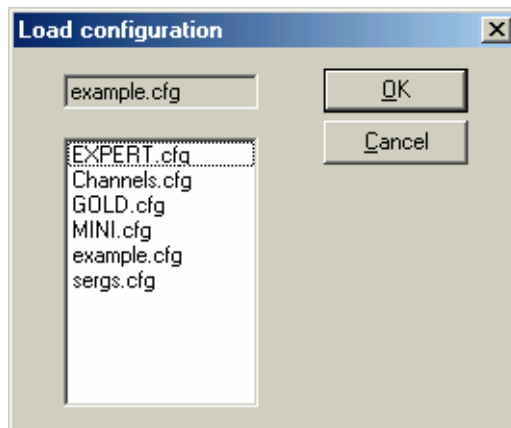 Load configuration
example.cfg
OK
Cancel
EXPERT.cfg
Channels.cfg
GOLD.cfg
MINI.cfg
example.cfg
sergs.cfg